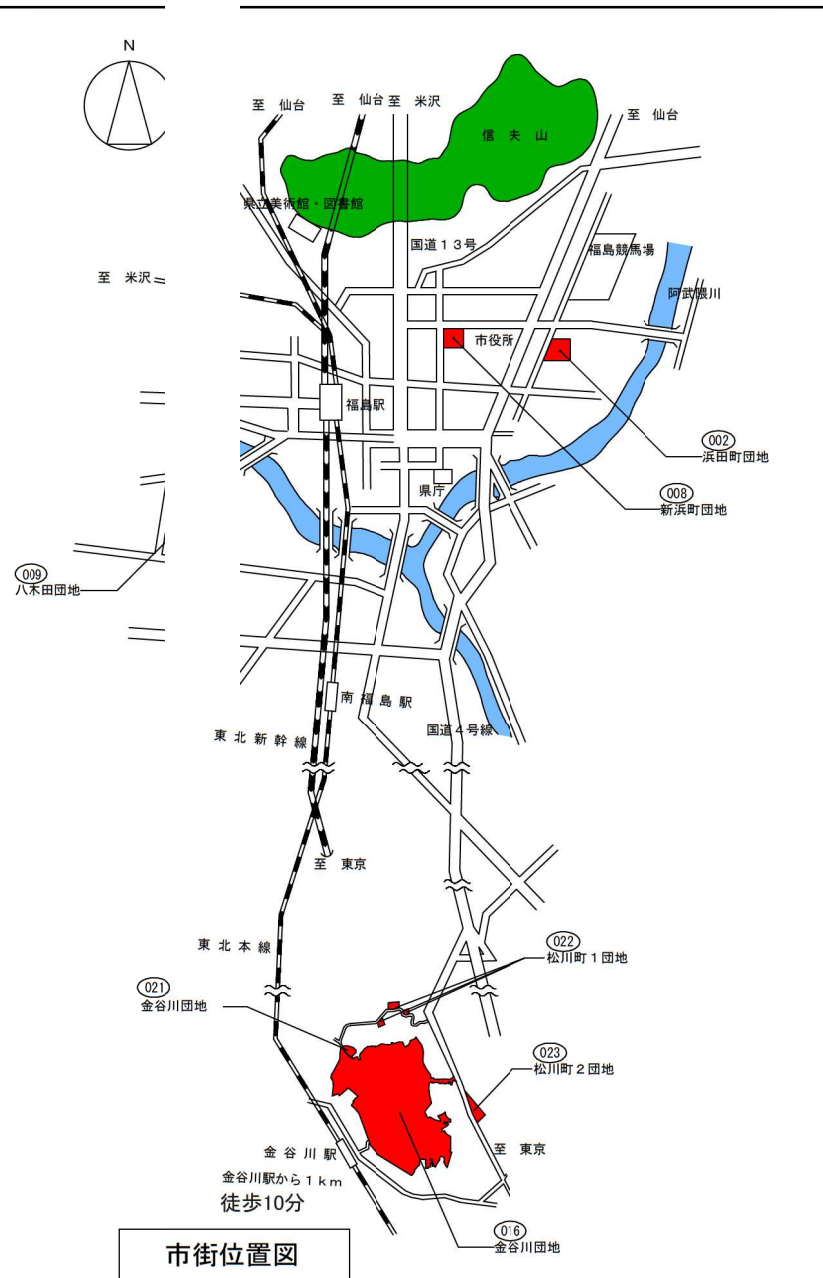 N
至 仙台
至 仙台
至 米沢
至 仙台
信夫山
県立美術館・図書館
国道13号
福島競馬場
至 米沢
阿武隈川
市役所
福島駅
002
浜田町団地
県庁
008
新浜町団地
009
八木田団地
南福島駅
東北新幹線
国道4号線
至 東京
東北本線
022
松川町1団地
021
金谷川団地
023
松川町2団地
金谷川駅
至 東京
金谷川駅から1km
徒歩10分
016
金谷川団地
市街位置図